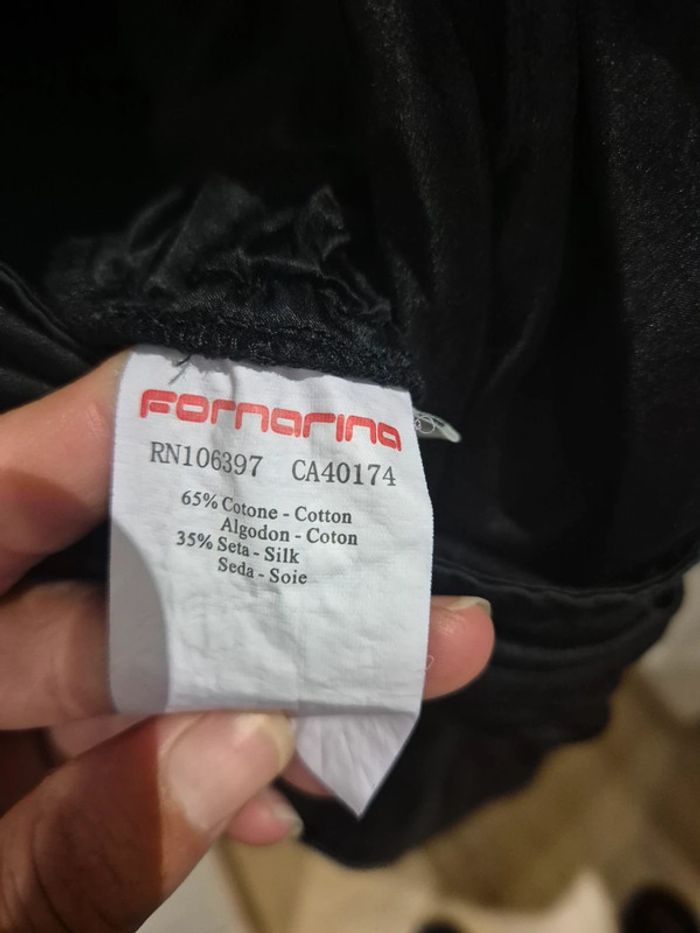 Fornarina
RN106397 CA40174
65% Cotone - Cotton
Algodon - Coton
35% Seta - Silk
Seda - Soie